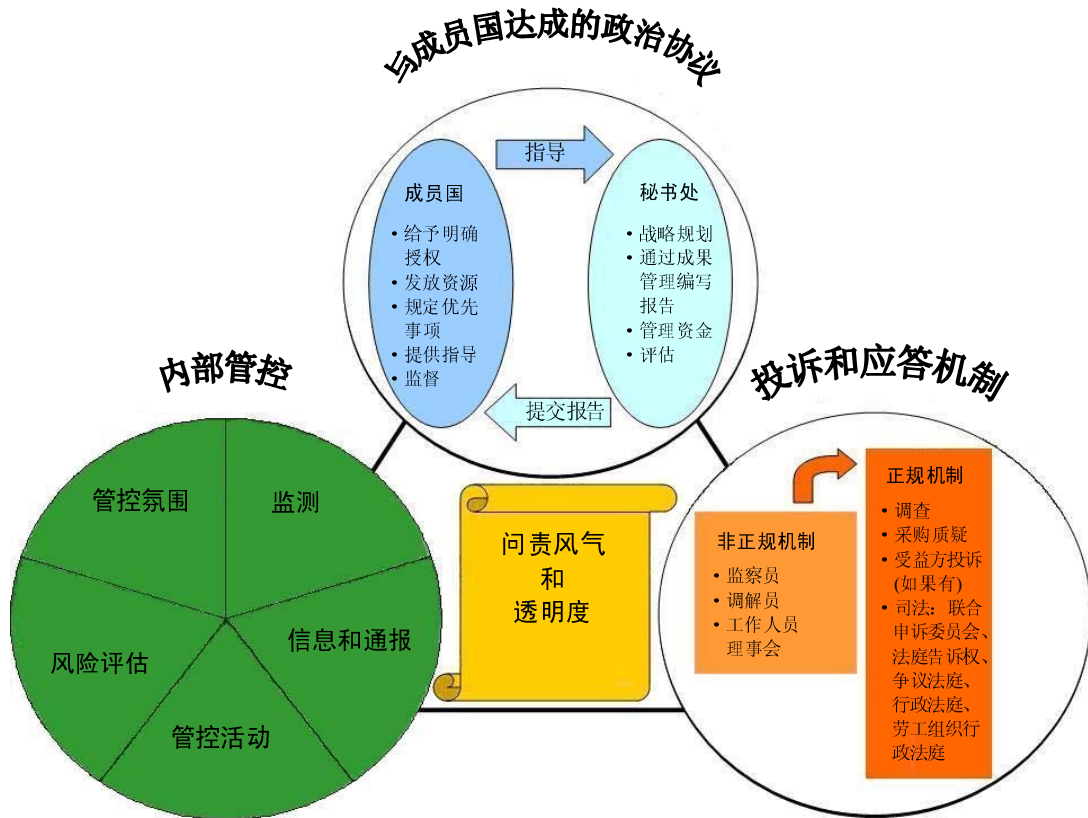 与成员国达成的政治协议
指导
成员国
• 给予明确
授权
• 发放资源
• 规定优先
事项
• 提供指导
• 监督
秘书处
• 战略规划
• 通过成果
管理编写
报告
• 管理资金
• 评估
提交报告
内部管控
管控氛围
监测
风险评估
信息和通报
管控活动
问责风气
和
透明度
投诉和应答机制
非正规机制
• 监察员
• 调解员
• 工作人员
理事会
正规机制
• 调查
• 采购质疑
• 受益方投诉
(如果有)
• 司法：联合
申诉委员会、
法庭告诉权、
争议法庭、
行政法庭、
劳工组织行
政法庭